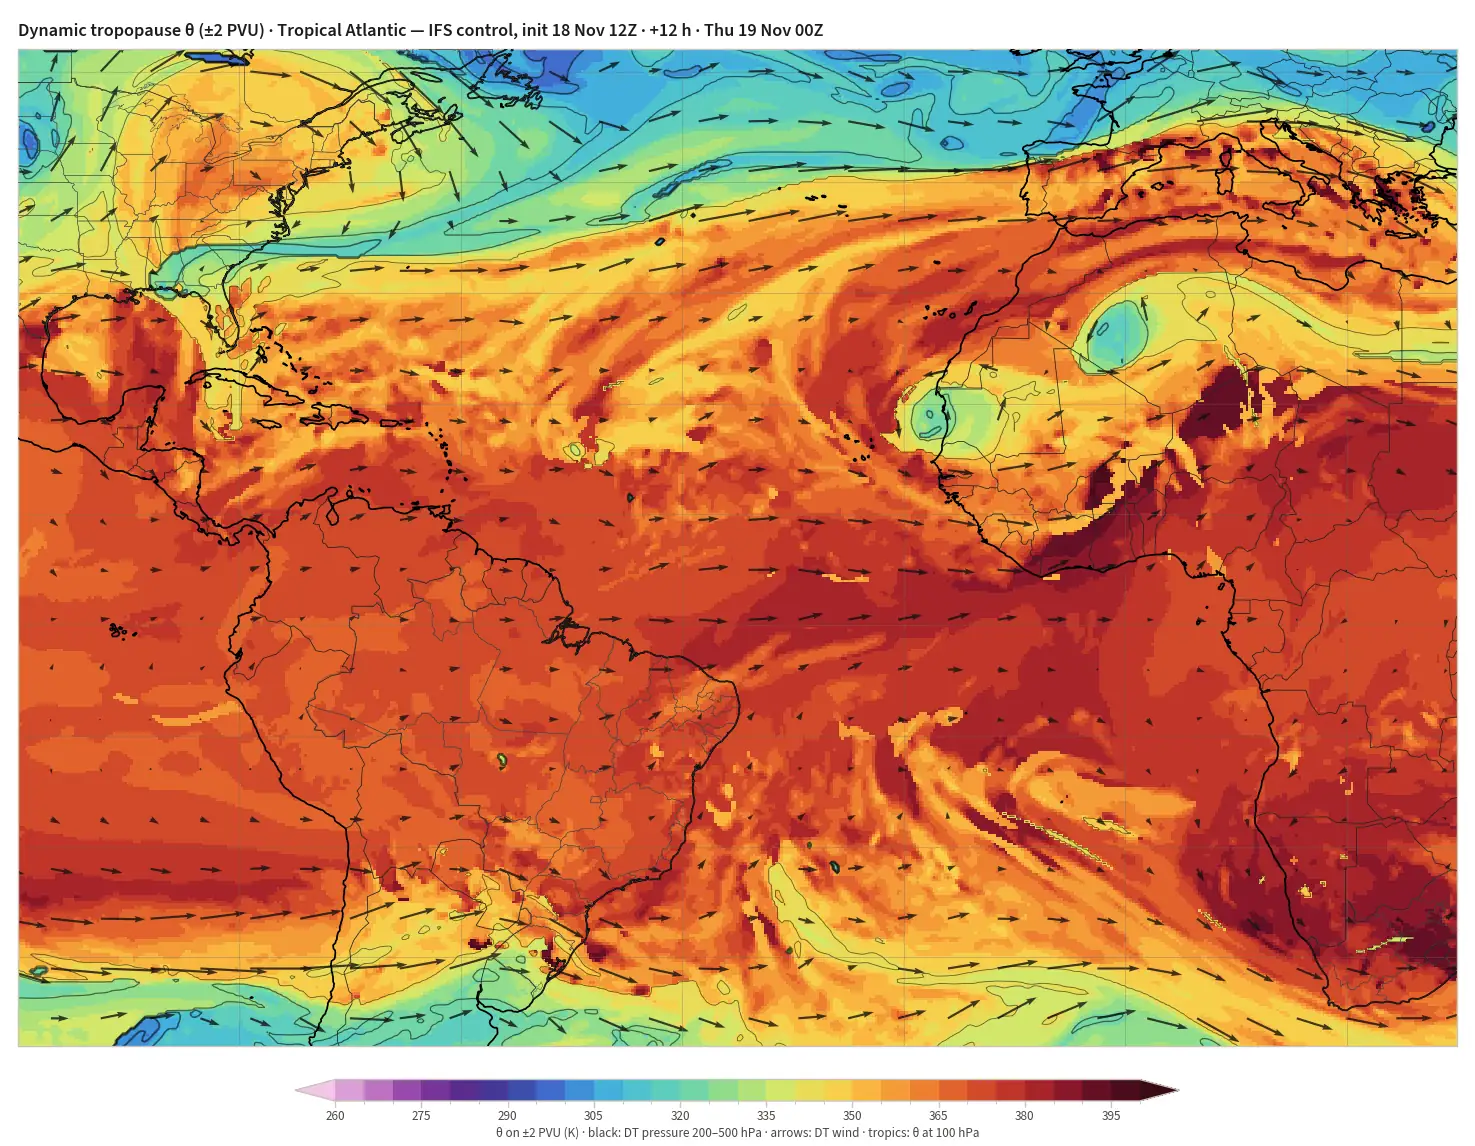 Dynamic tropopause θ (±2 PVU) · Tropical Atlantic — IFS control, init 18 Nov 12Z · +12 h · Thu 19 Nov 00Z
260 275 290 305 320 335 350 365 380 395
θ on ±2 PVU (K) · black: DT pressure 200–500 hPa · arrows: DT wind · tropics: θ at 100 hPa